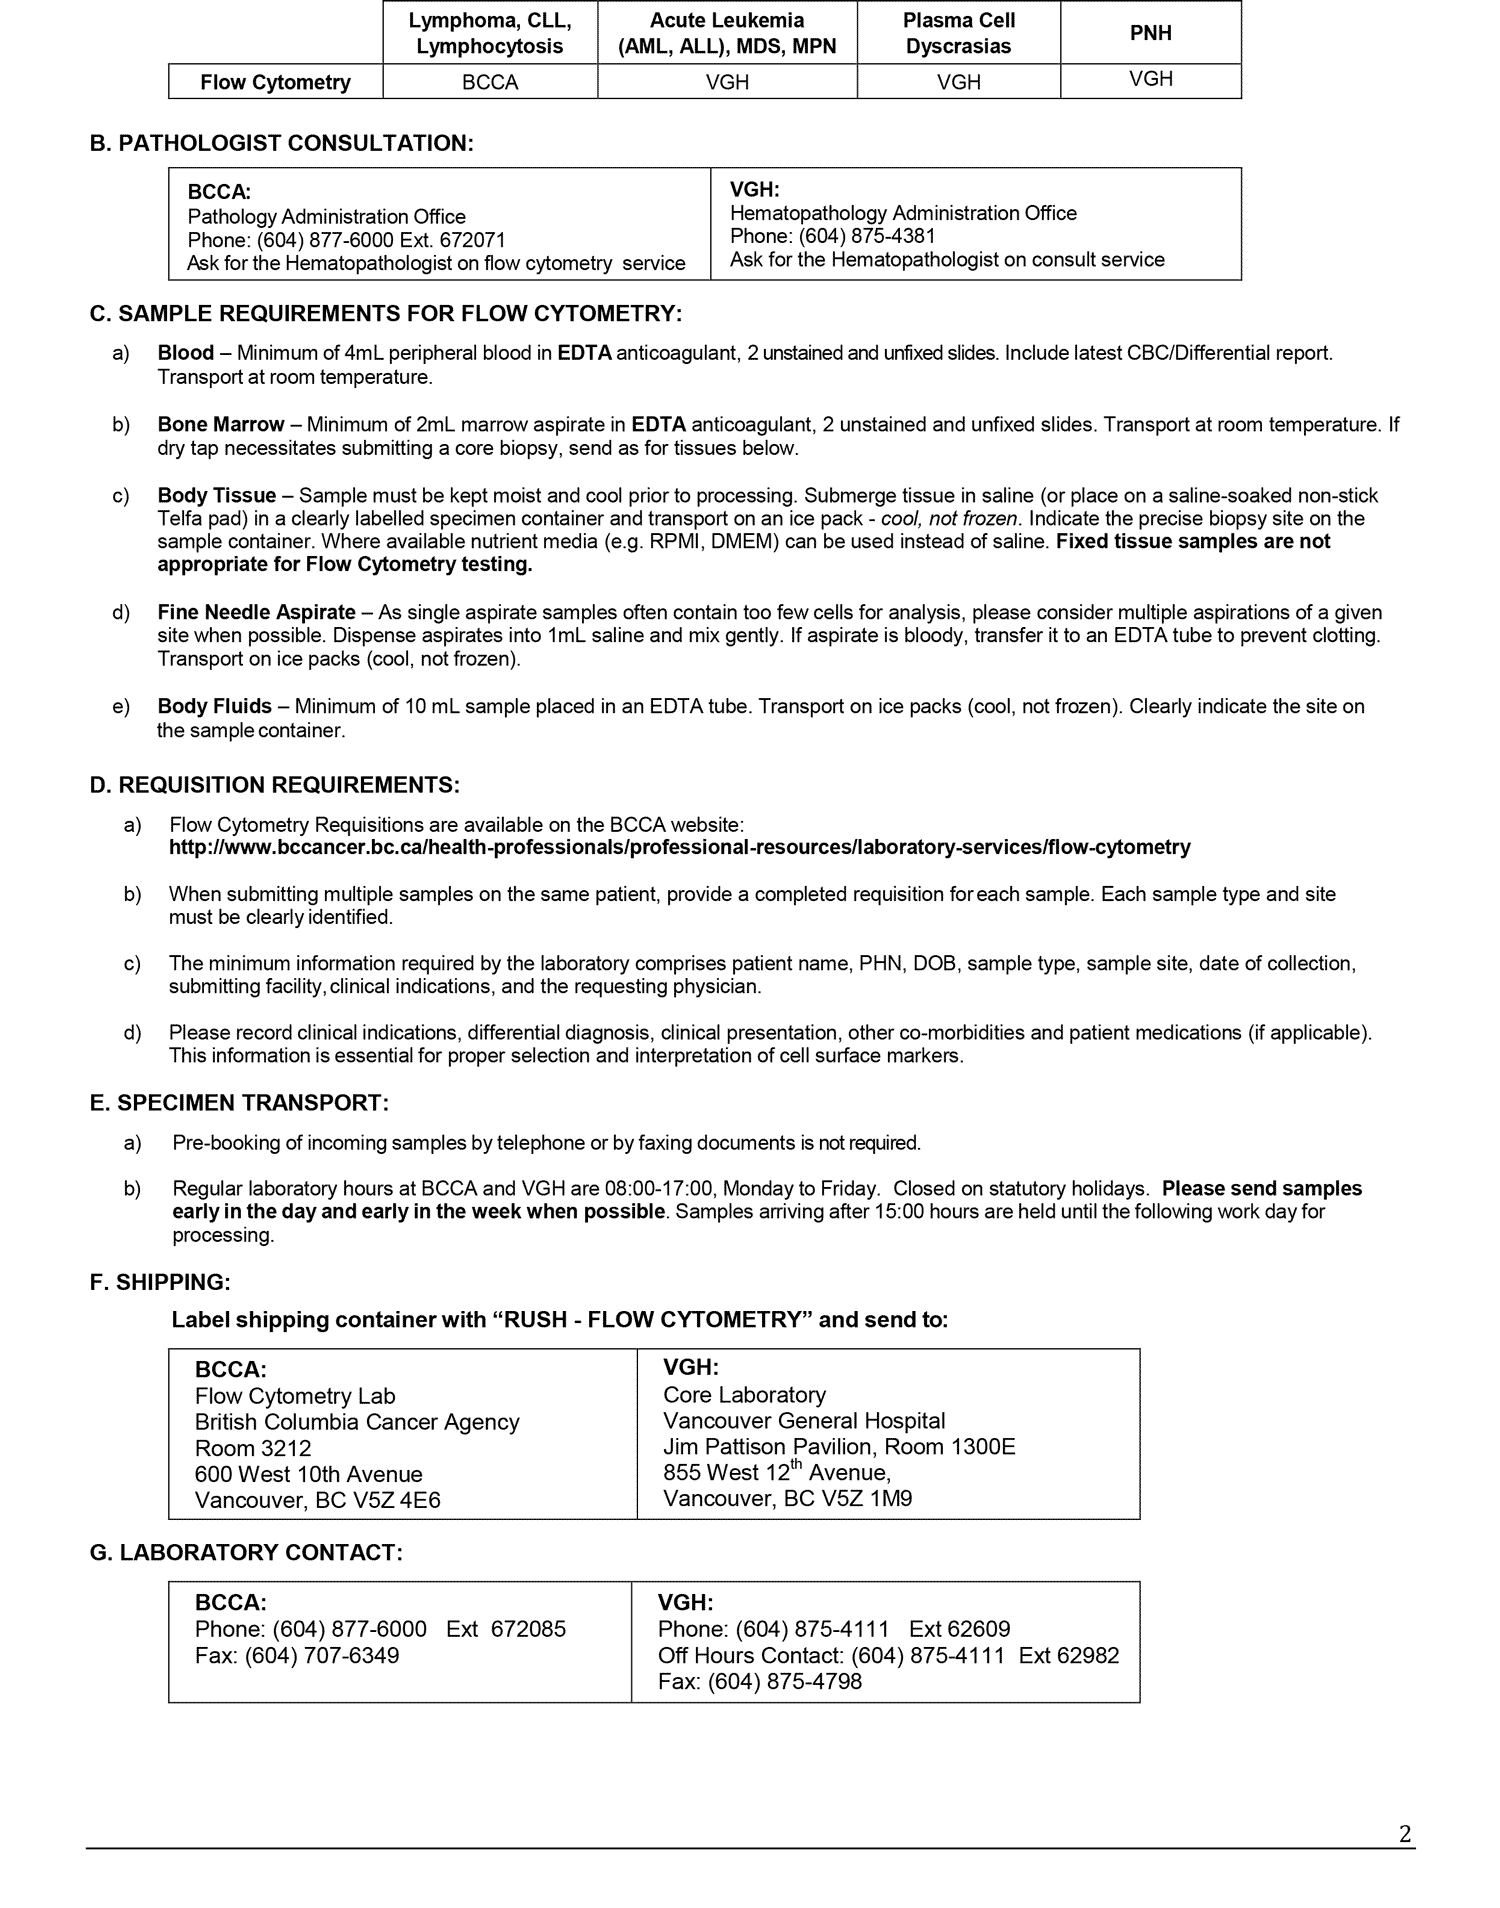 Lymphoma, CLL, Lymphocytosis Acute Leukemia (AML, ALL), MDS, MPN Plasma Cell Dyscrasias PNH
Flow Cytometry BCCA VGH VGH VGH
B. PATHOLOGIST CONSULTATION:
BCCA:
Pathology Administration Office
Phone: (604) 877-6000 Ext. 672071
Ask for the Hematopathologist on flow cytometry service
VGH:
Hematopathology Administration Office
Phone: (604) 875-4381
Ask for the Hematopathologist on consult service
C. SAMPLE REQUIREMENTS FOR FLOW CYTOMETRY:
a) Blood – Minimum of 4mL peripheral blood in EDTA anticoagulant, 2 unstained and unfixed slides. Include latest CBC/Differential report.
Transport at room temperature.
b) Bone Marrow – Minimum of 2mL marrow aspirate in EDTA anticoagulant, 2 unstained and unfixed slides. Transport at room temperature. If
dry tap necessitates submitting a core biopsy, send as for tissues below.
c) Body Tissue – Sample must be kept moist and cool prior to processing. Submerge tissue in saline (or place on a saline-soaked non-stick
Telfa pad) in a clearly labelled specimen container and transport on an ice pack - cool, not frozen. Indicate the precise biopsy site on the
sample container. Where available nutrient media (e.g. RPMI, DMEM) can be used instead of saline. Fixed tissue samples are not
appropriate for Flow Cytometry testing.
d) Fine Needle Aspirate – As single aspirate samples often contain too few cells for analysis, please consider multiple aspirations of a given
site when possible. Dispense aspirates into 1mL saline and mix gently. If aspirate is bloody, transfer it to an EDTA tube to prevent clotting.
Transport on ice packs (cool, not frozen).
e) Body Fluids – Minimum of 10 mL sample placed in an EDTA tube. Transport on ice packs (cool, not frozen). Clearly indicate the site on
the sample container.
D. REQUISITION REQUIREMENTS:
a) Flow Cytometry Requisitions are available on the BCCA website:
http://www.bccancer.bc.ca/health-professionals/professional-resources/laboratory-services/flow-cytometry
b) When submitting multiple samples on the same patient, provide a completed requisition for each sample. Each sample type and site
must be clearly identified.
c) The minimum information required by the laboratory comprises patient name, PHN, DOB, sample type, sample site, date of collection,
submitting facility, clinical indications, and the requesting physician.
d) Please record clinical indications, differential diagnosis, clinical presentation, other co-morbidities and patient medications (if applicable).
This information is essential for proper selection and interpretation of cell surface markers.
E. SPECIMEN TRANSPORT:
a) Pre-booking of incoming samples by telephone or by faxing documents is not required.
b) Regular laboratory hours at BCCA and VGH are 08:00-17:00, Monday to Friday. Closed on statutory holidays. Please send samples
early in the day and early in the week when possible. Samples arriving after 15:00 hours are held until the following work day for
processing.
F. SHIPPING:
Label shipping container with “RUSH - FLOW CYTOMETRY” and send to:
BCCA:
Flow Cytometry Lab
British Columbia Cancer Agency
Room 3212
600 West 10th Avenue
Vancouver, BC V5Z 4E6
VGH:
Core Laboratory
Vancouver General Hospital
Jim Pattison Pavilion, Room 1300E
855 West 12th Avenue,
Vancouver, BC V5Z 1M9
G. LABORATORY CONTACT:
BCCA:
Phone: (604) 877-6000 Ext 672085
Fax: (604) 707-6349
VGH:
Phone: (604) 875-4111 Ext 62609
Off Hours Contact: (604) 875-4111 Ext 62982
Fax: (604) 875-4798
2